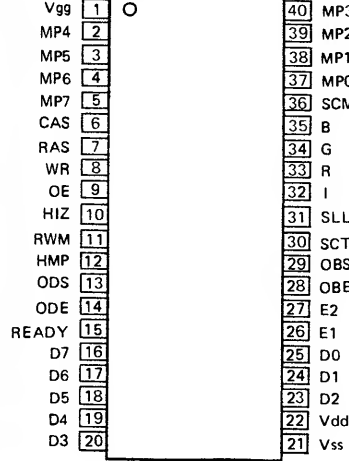 Vgg 1 40 MP3
MP4 2 39 MP2
MP5 3 38 MP1
MP6 4 37 MP0
MP7 5 36 SCM
CAS 6 35 B
RAS 7 34 G
WR 8 33 R
OE 9 32 I
HIZ 10 31 SLL
RWM 11 30 SCT
HMP 12 29 OBS
ODS 13 28 OBE
ODE 14 27 E2
READY 15 26 E1
D7 16 25 D0
D6 17 24 D1
D5 18 23 D2
D4 19 22 Vdd
D3 20 21 Vss